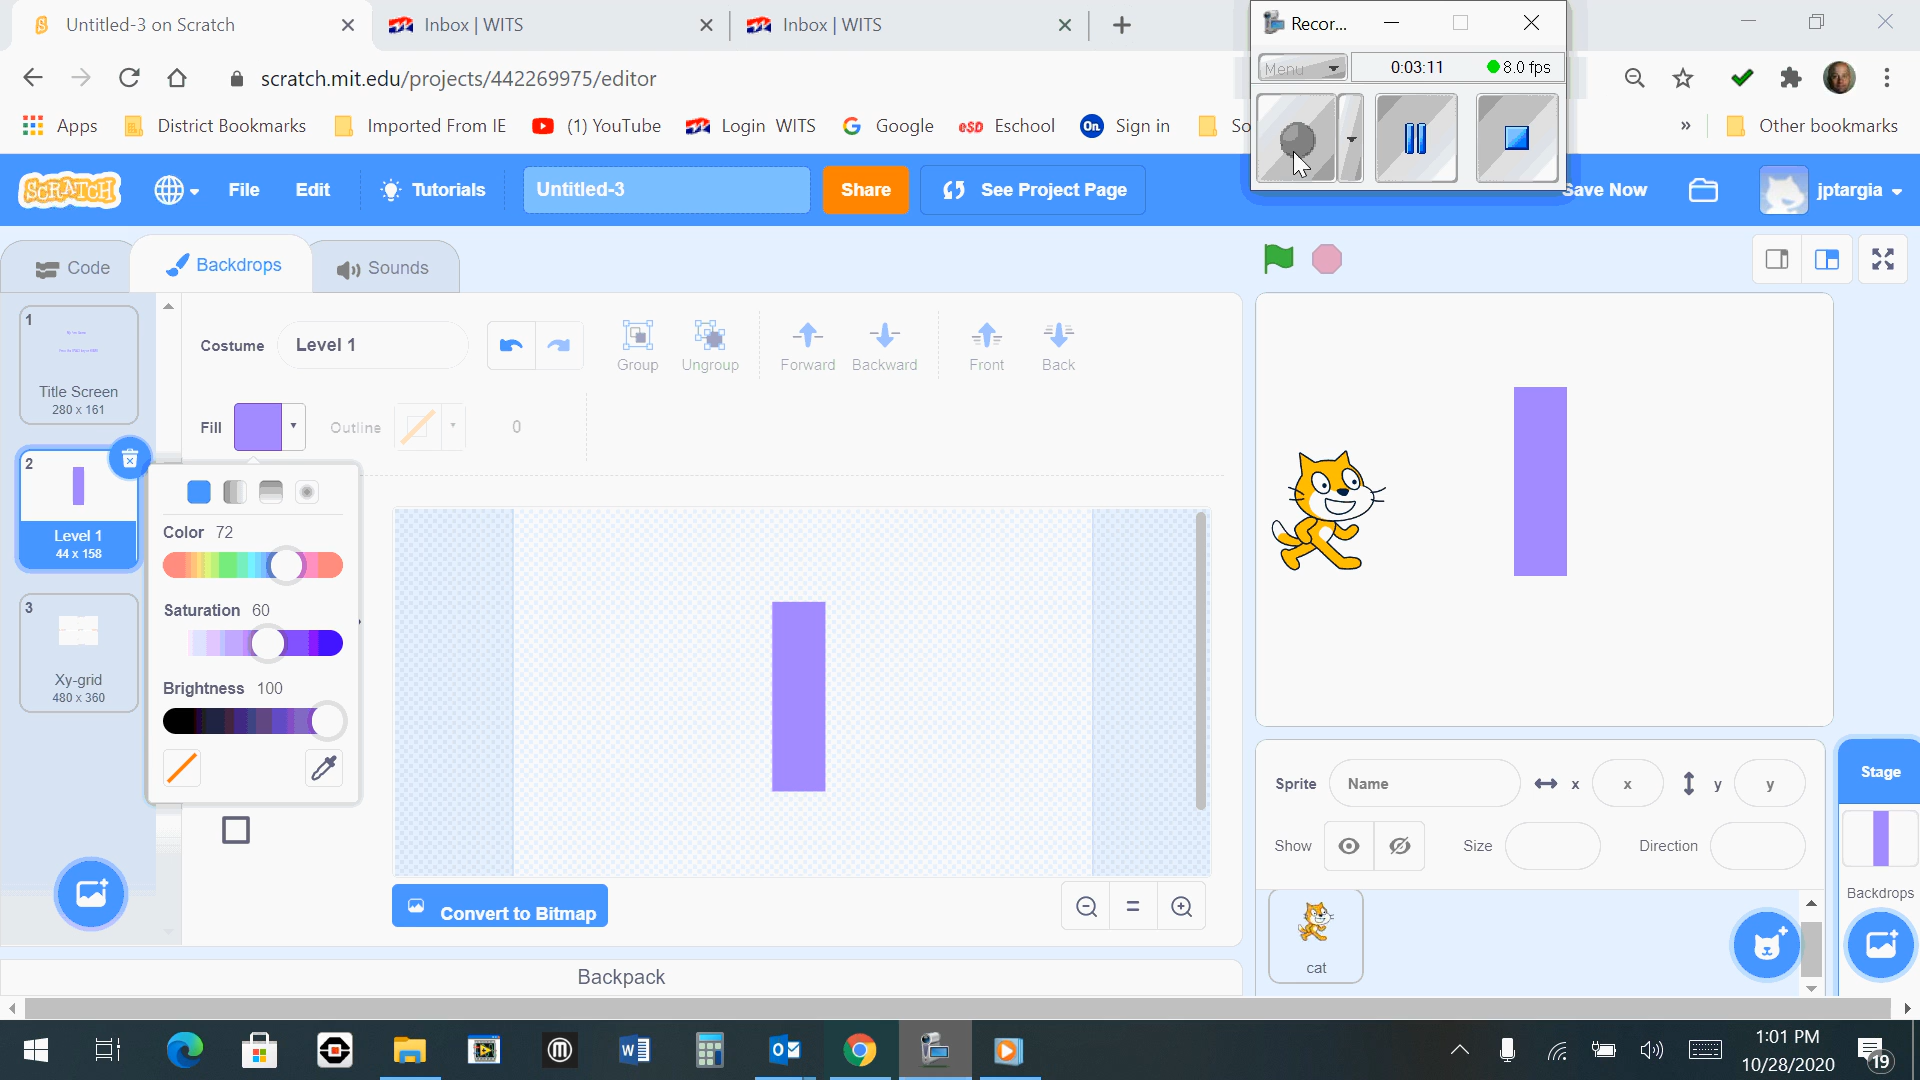 Untitled-3 on Scratch
Inbox | WITS
Inbox | WITS
Recor...
Menu
0:03:11
8.0 fps
scratch.mit.edu/projects/442269975/editor
Apps
District Bookmarks
Imported From IE
(1) YouTube
Login WITS
Google
eSD Eschool
On Sign in
So
»
Other bookmarks
SCRATCH
File
Edit
Tutorials
Untitled-3
Share
See Project Page
Save Now
jptargia
Code
Backdrops
Sounds
1
Title Screen
280 x 161
2
Level 1
44 x 158
3
Xy-grid
480 x 360
Costume
Level 1
Group
Ungroup
Forward
Backward
Front
Back
Fill
Outline
0
Color 72
Saturation 60
Brightness 100
Convert to Bitmap
Backpack
Sprite
Name
x
x
y
y
Show
Size
Direction
cat
Stage
Backdrops
1:01 PM
10/28/2020
19